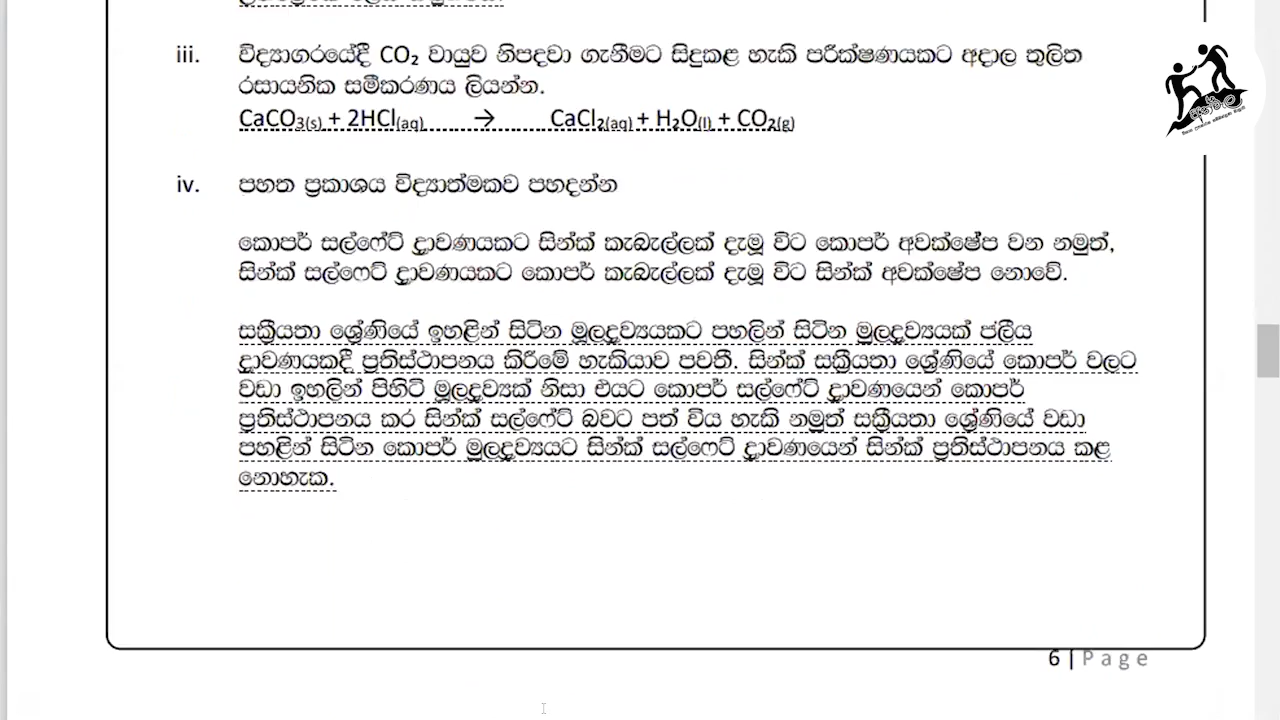 iii. විද්‍යාගරයේදී CO₂ වායුව නිපදවා ගැනීමට සිදුකළ හැකි පරීක්ෂණයකට අදාල තුලිත
රසායනික සමීකරණය ලියන්න.
CaCO₃(s) + 2HCl(aq) → CaCl₂(aq) + H₂O(l) + CO₂(g)
iv. පහත ප්‍රකාශය විද්‍යාත්මකව පහදන්න
කොපර් සල්ෆේට් ද්‍රාවණයකට සින්ක් කැබැල්ලක් දැමූ විට කොපර් අවක්ෂේප වන නමුත්,
සින්ක් සල්ෆෙට් ද්‍රාවණයකට කොපර් කැබැල්ලක් දැමූ විට සින්ක් අවක්ෂේප නොවේ.
සක්‍රීයතා ශ්‍රේණියේ ඉහළින් සිටින මූලද්‍රව්‍යයකට පහලින් සිටින මුලද්‍රව්‍යයක් ජලීය
ද්‍රාවණයකදී ප්‍රතිස්ථාපනය කිරීමේ හැකියාව පවතී. සින්ක් සක්‍රීයතා ශ්‍රේණියේ කොපර් වලට
වඩා ඉහලින් පිහිටි මූලද්‍රව්‍යක් නිසා එයට කොපර් සල්ෆේට් ද්‍රාවණයෙන් කොපර්
ප්‍රතිස්ථාපනය කර සින්ක් සල්ෆේට් බවට පත් විය හැකි නමුත් සක්‍රීයතා ශ්‍රේණියේ වඩා
පහළින් සිටින කොපර් මූලද්‍රව්‍යයට සින්ක් සල්ෆෙට් ද්‍රාවණයෙන් සින්ක් ප්‍රතිස්ථාපනය කළ
නොහැක.
6 | Page